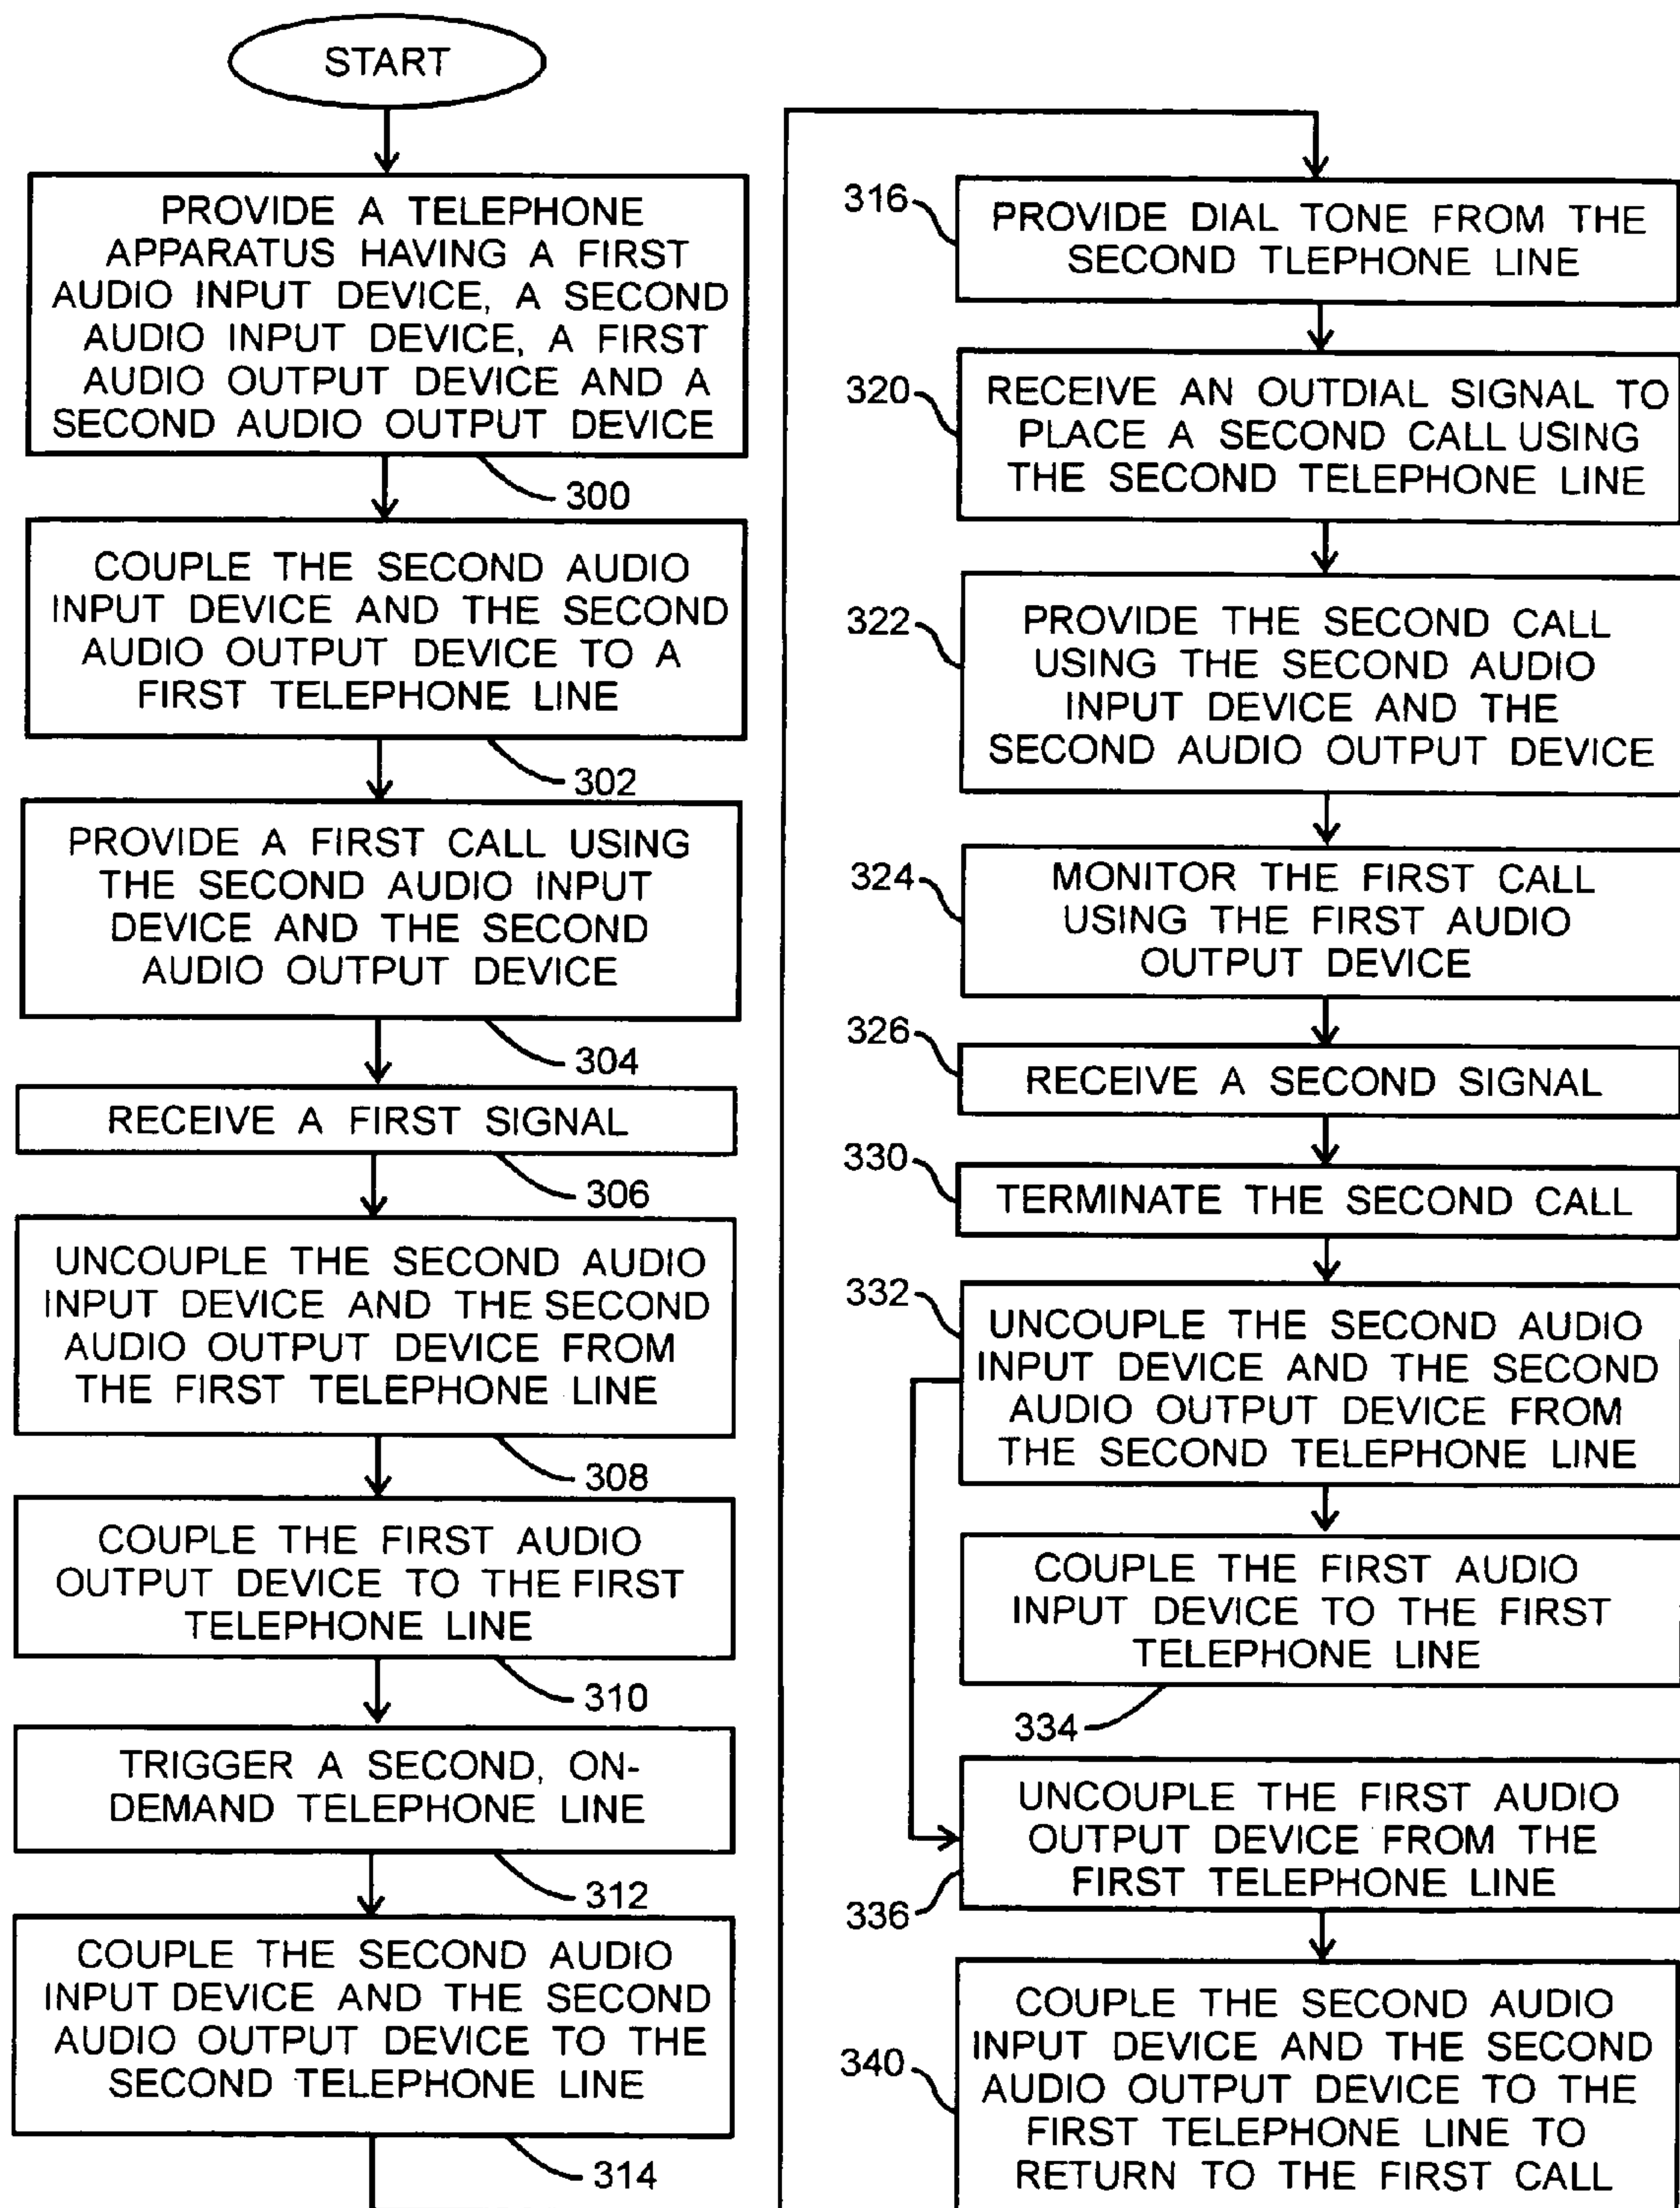 START
PROVIDE A TELEPHONE
APPARATUS HAVING A FIRST
AUDIO INPUT DEVICE, A SECOND
AUDIO INPUT DEVICE, A FIRST
AUDIO OUTPUT DEVICE AND A
SECOND AUDIO OUTPUT DEVICE
300
COUPLE THE SECOND AUDIO
INPUT DEVICE AND THE SECOND
AUDIO OUTPUT DEVICE TO A
FIRST TELEPHONE LINE
302
PROVIDE A FIRST CALL USING
THE SECOND AUDIO INPUT
DEVICE AND THE SECOND
AUDIO OUTPUT DEVICE
304
RECEIVE A FIRST SIGNAL
306
UNCOUPLE THE SECOND AUDIO
INPUT DEVICE AND THE SECOND
AUDIO OUTPUT DEVICE FROM
THE FIRST TELEPHONE LINE
308
COUPLE THE FIRST AUDIO
OUTPUT DEVICE TO THE FIRST
TELEPHONE LINE
310
TRIGGER A SECOND, ON-
DEMAND TELEPHONE LINE
312
COUPLE THE SECOND AUDIO
INPUT DEVICE AND THE SECOND
AUDIO OUTPUT DEVICE TO THE
SECOND TELEPHONE LINE
314
316
PROVIDE DIAL TONE FROM THE
SECOND TLEPHONE LINE
320
RECEIVE AN OUTDIAL SIGNAL TO
PLACE A SECOND CALL USING
THE SECOND TELEPHONE LINE
322
PROVIDE THE SECOND CALL
USING THE SECOND AUDIO
INPUT DEVICE AND THE
SECOND AUDIO OUTPUT DEVICE
324
MONITOR THE FIRST CALL
USING THE FIRST AUDIO
OUTPUT DEVICE
326
RECEIVE A SECOND SIGNAL
330
TERMINATE THE SECOND CALL
332
UNCOUPLE THE SECOND AUDIO
INPUT DEVICE AND THE SECOND
AUDIO OUTPUT DEVICE FROM
THE SECOND TELEPHONE LINE
COUPLE THE FIRST AUDIO
INPUT DEVICE TO THE FIRST
TELEPHONE LINE
334
UNCOUPLE THE FIRST AUDIO
OUTPUT DEVICE FROM THE
FIRST TELEPHONE LINE
336
COUPLE THE SECOND AUDIO
INPUT DEVICE AND THE SECOND
AUDIO OUTPUT DEVICE TO THE
FIRST TELEPHONE LINE TO
RETURN TO THE FIRST CALL
340